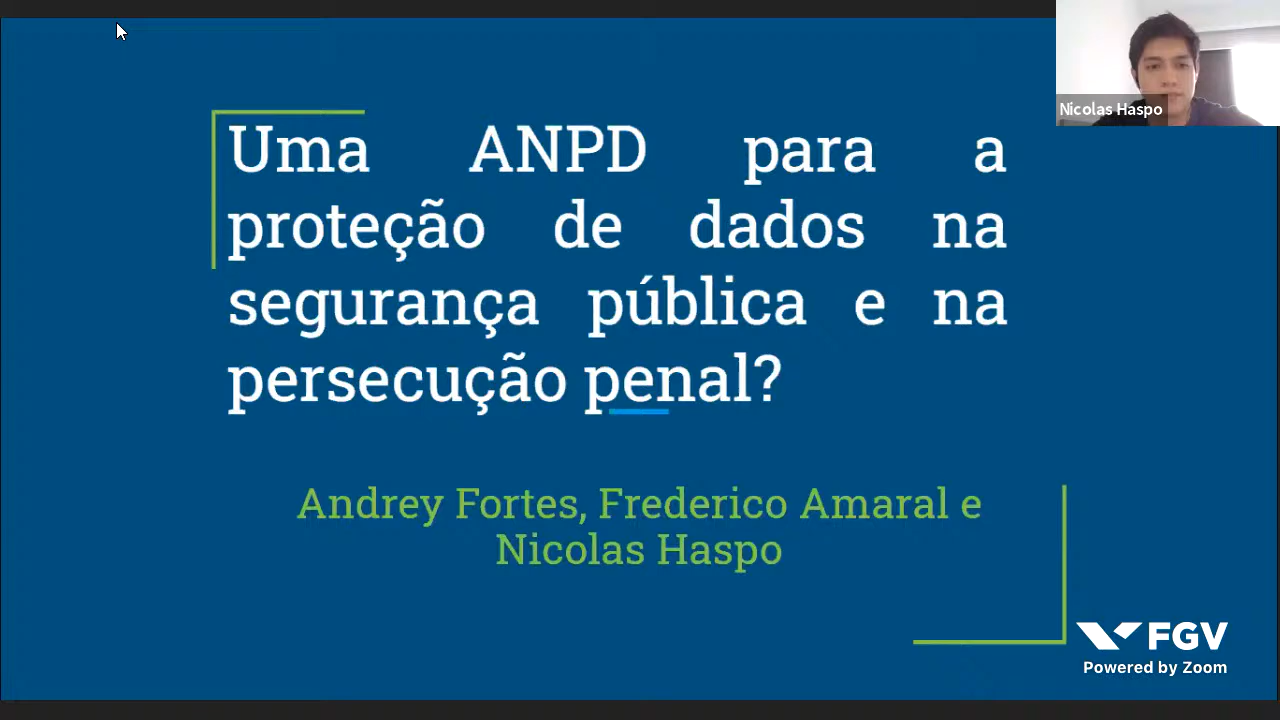 Nicolas Haspo
Uma ANPD para a
proteção de dados na
segurança pública e na
persecução penal?
Andrey Fortes, Frederico Amaral e
Nicolas Haspo
FGV
Powered by Zoom